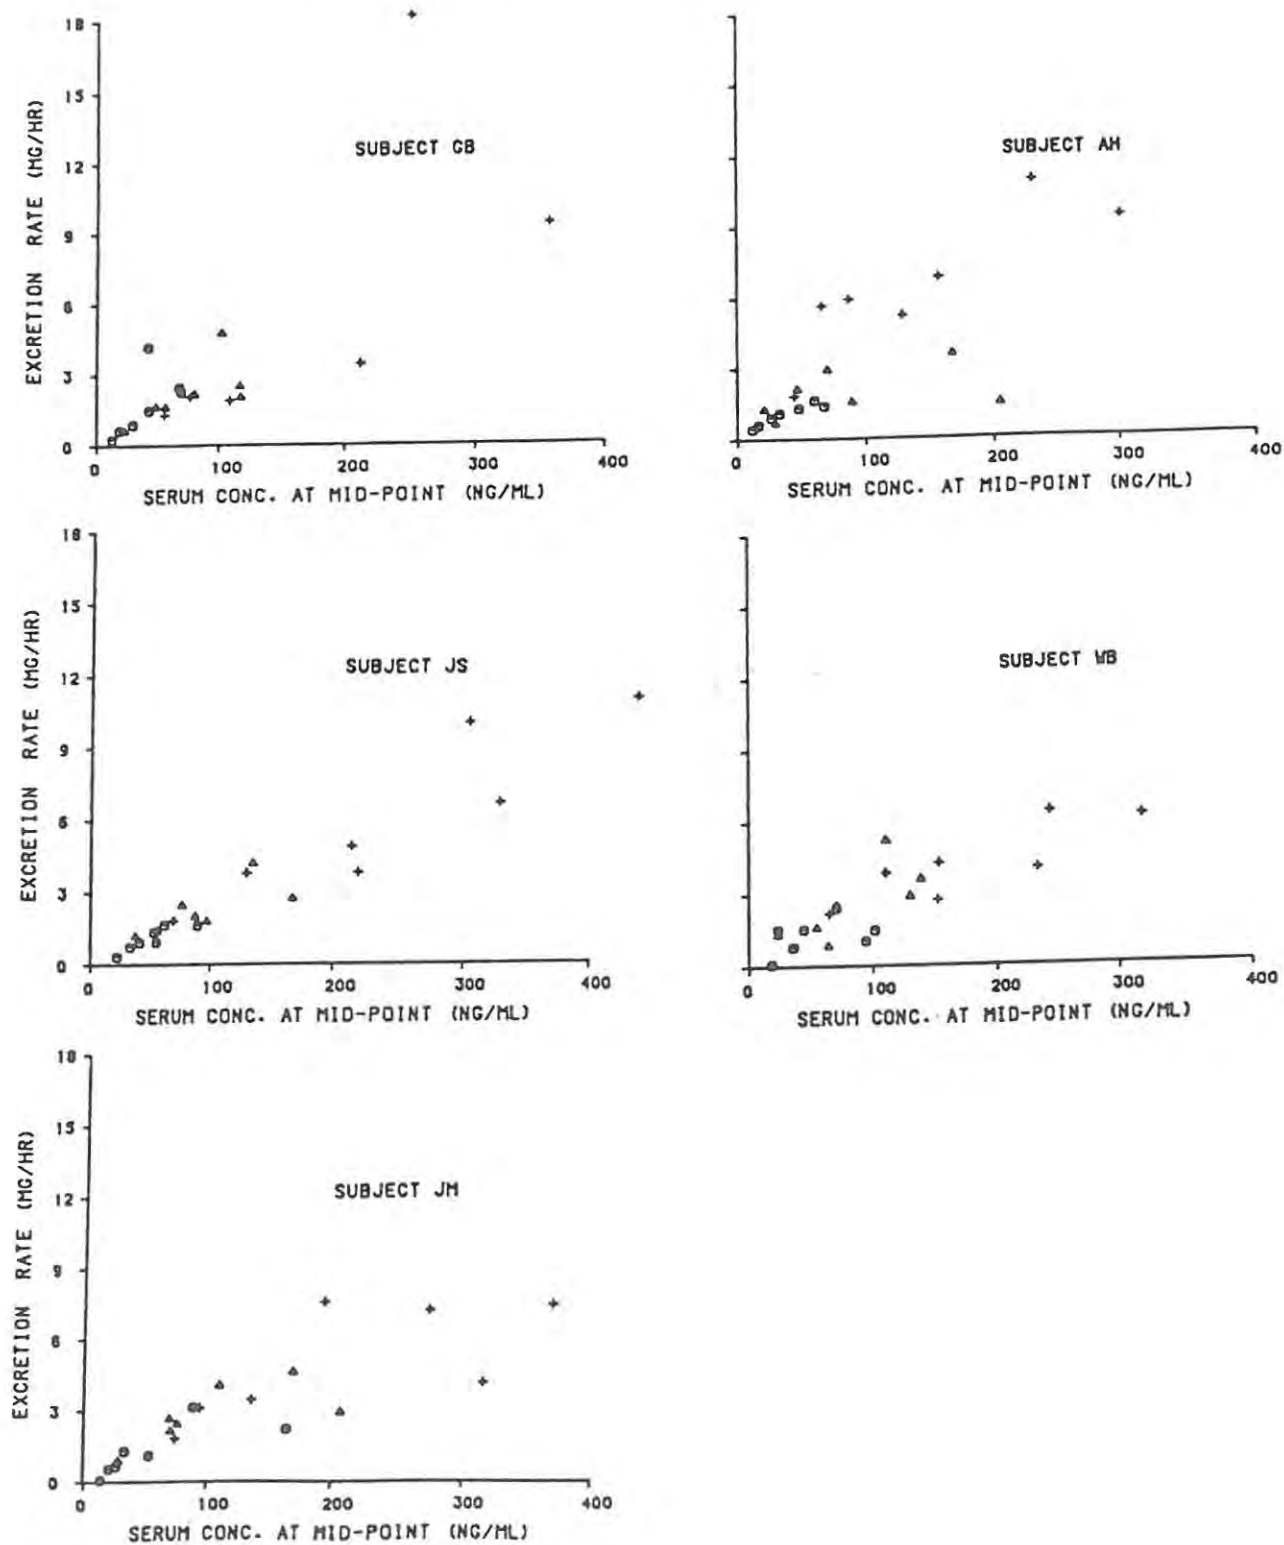 18
15
12
9
6
3
0
EXCRETION RATE (MG/HR)
SUBJECT GB
0 100 200 300 400
SERUM CONC. AT MID-POINT (NG/ML)
SUBJECT AH
0 100 200 300 400
SERUM CONC. AT MID-POINT (NG/ML)
18
15
12
9
6
3
0
EXCRETION RATE (MG/HR)
SUBJECT JS
0 100 200 300 400
SERUM CONC. AT MID-POINT (NG/ML)
SUBJECT WB
0 100 200 300 400
SERUM CONC. AT MID-POINT (NG/ML)
18
15
12
9
6
3
0
EXCRETION RATE (MG/HR)
SUBJECT JM
0 100 200 300 400
SERUM CONC. AT MID-POINT (NG/ML)